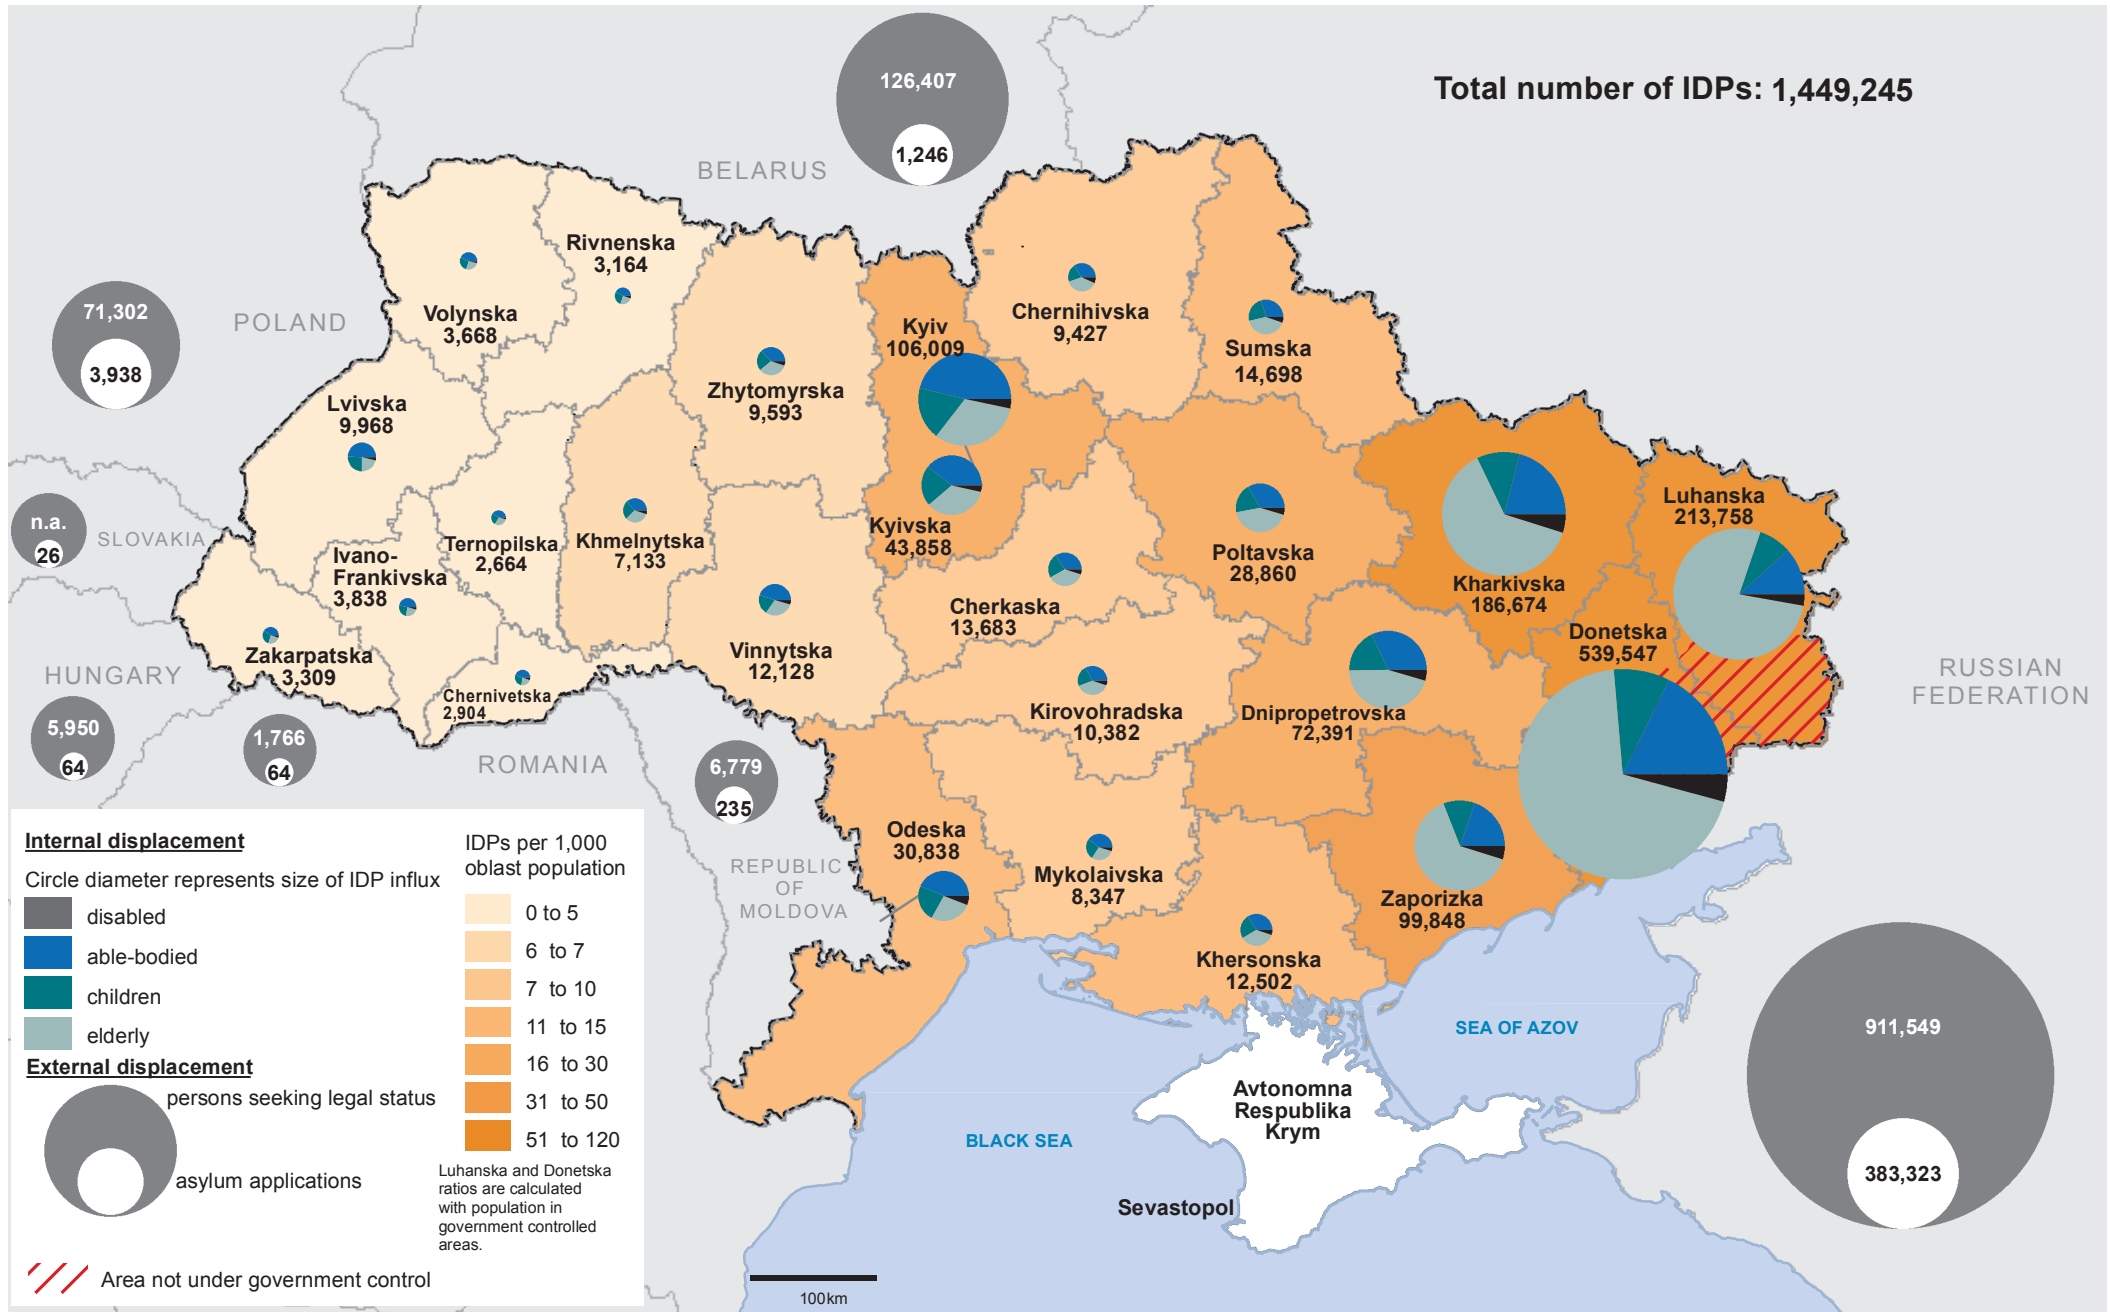 126,407
1,246
Total number of IDPs: 1,449,245
BELARUS
Rivnenska
3,164
71,302
3,938
POLAND
Volynska
3,668
Kyiv
106,009
Chernihivska
9,427
Sumska
14,698
Zhytomyrska
9,593
Lvivska
9,968
n.a.
26
SLOVAKIA
Ivano-
Frankivska
3,838
Ternopilska
2,664
Khmelnytska
7,133
Kyivska
43,858
Poltavska
28,860
Kharkivska
186,674
Luhanska
213,758
Cherkaska
13,683
Donetska
539,547
Zakarpatska
3,309
Chernivetska
2,904
Vinnytska
12,128
Kirovohradska
10,382
Dnipropetrovska
72,391
RUSSIAN
FEDERATION
HUNGARY
5,950
64
1,766
64
ROMANIA
6,779
235
REPUBLIC
OF
MOLDOVA
Odeska
30,838
Mykolaivska
8,347
Zaporizka
99,848
Khersonska
12,502
SEA OF AZOV
911,549
383,323
Avtonomna
Respublika
Krym
BLACK SEA
Sevastopol
100km
Internal displacement
Circle diameter represents size of IDP influx
disabled
able-bodied
children
elderly
External displacement
persons seeking legal status
asylum applications
Area not under government control
IDPs per 1,000
oblast population
0 to 5
6 to 7
7 to 10
11 to 15
16 to 30
31 to 50
51 to 120
Luhanska and Donetska
ratios are calculated
with population in
government controlled
areas.